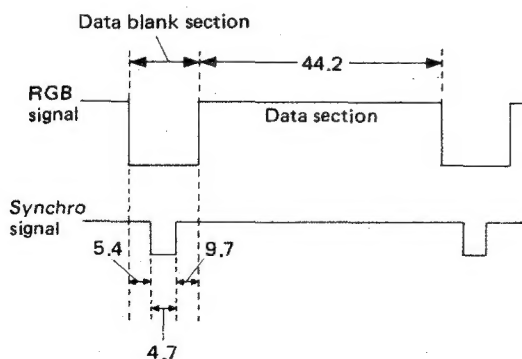 Data blank section
44.2
RGB
signal
Data section
Synchro
signal
5.4
9.7
4.7